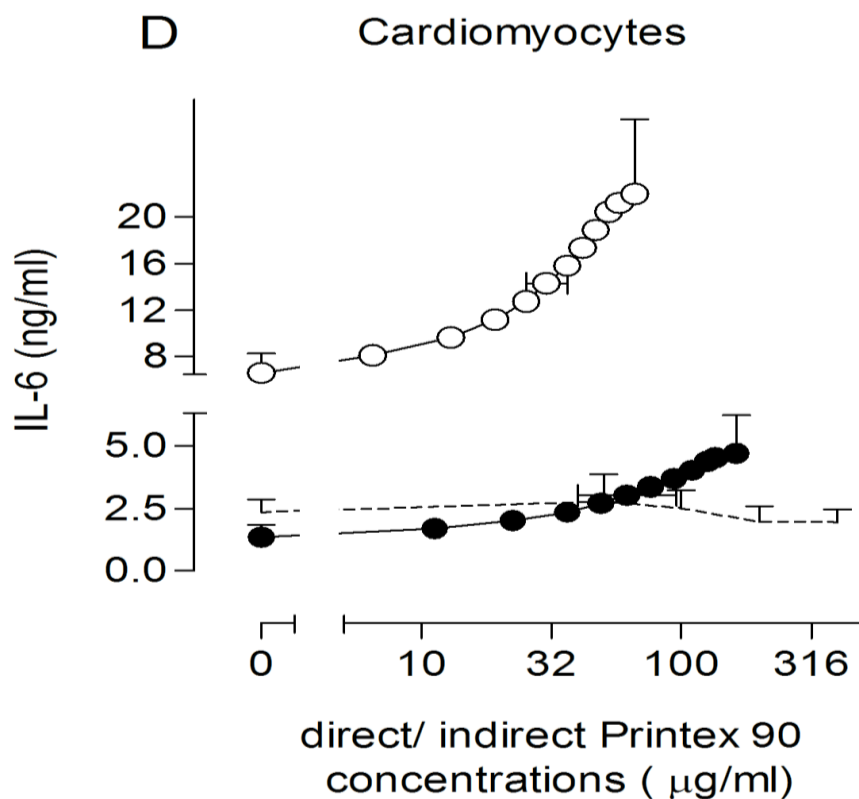 D Cardiomyocytes
IL-6 (ng/ml)
20
16
12
8
5.0
2.5
0.0
0 10 32 100 316
direct/ indirect Printex 90
concentrations ( μg/ml)